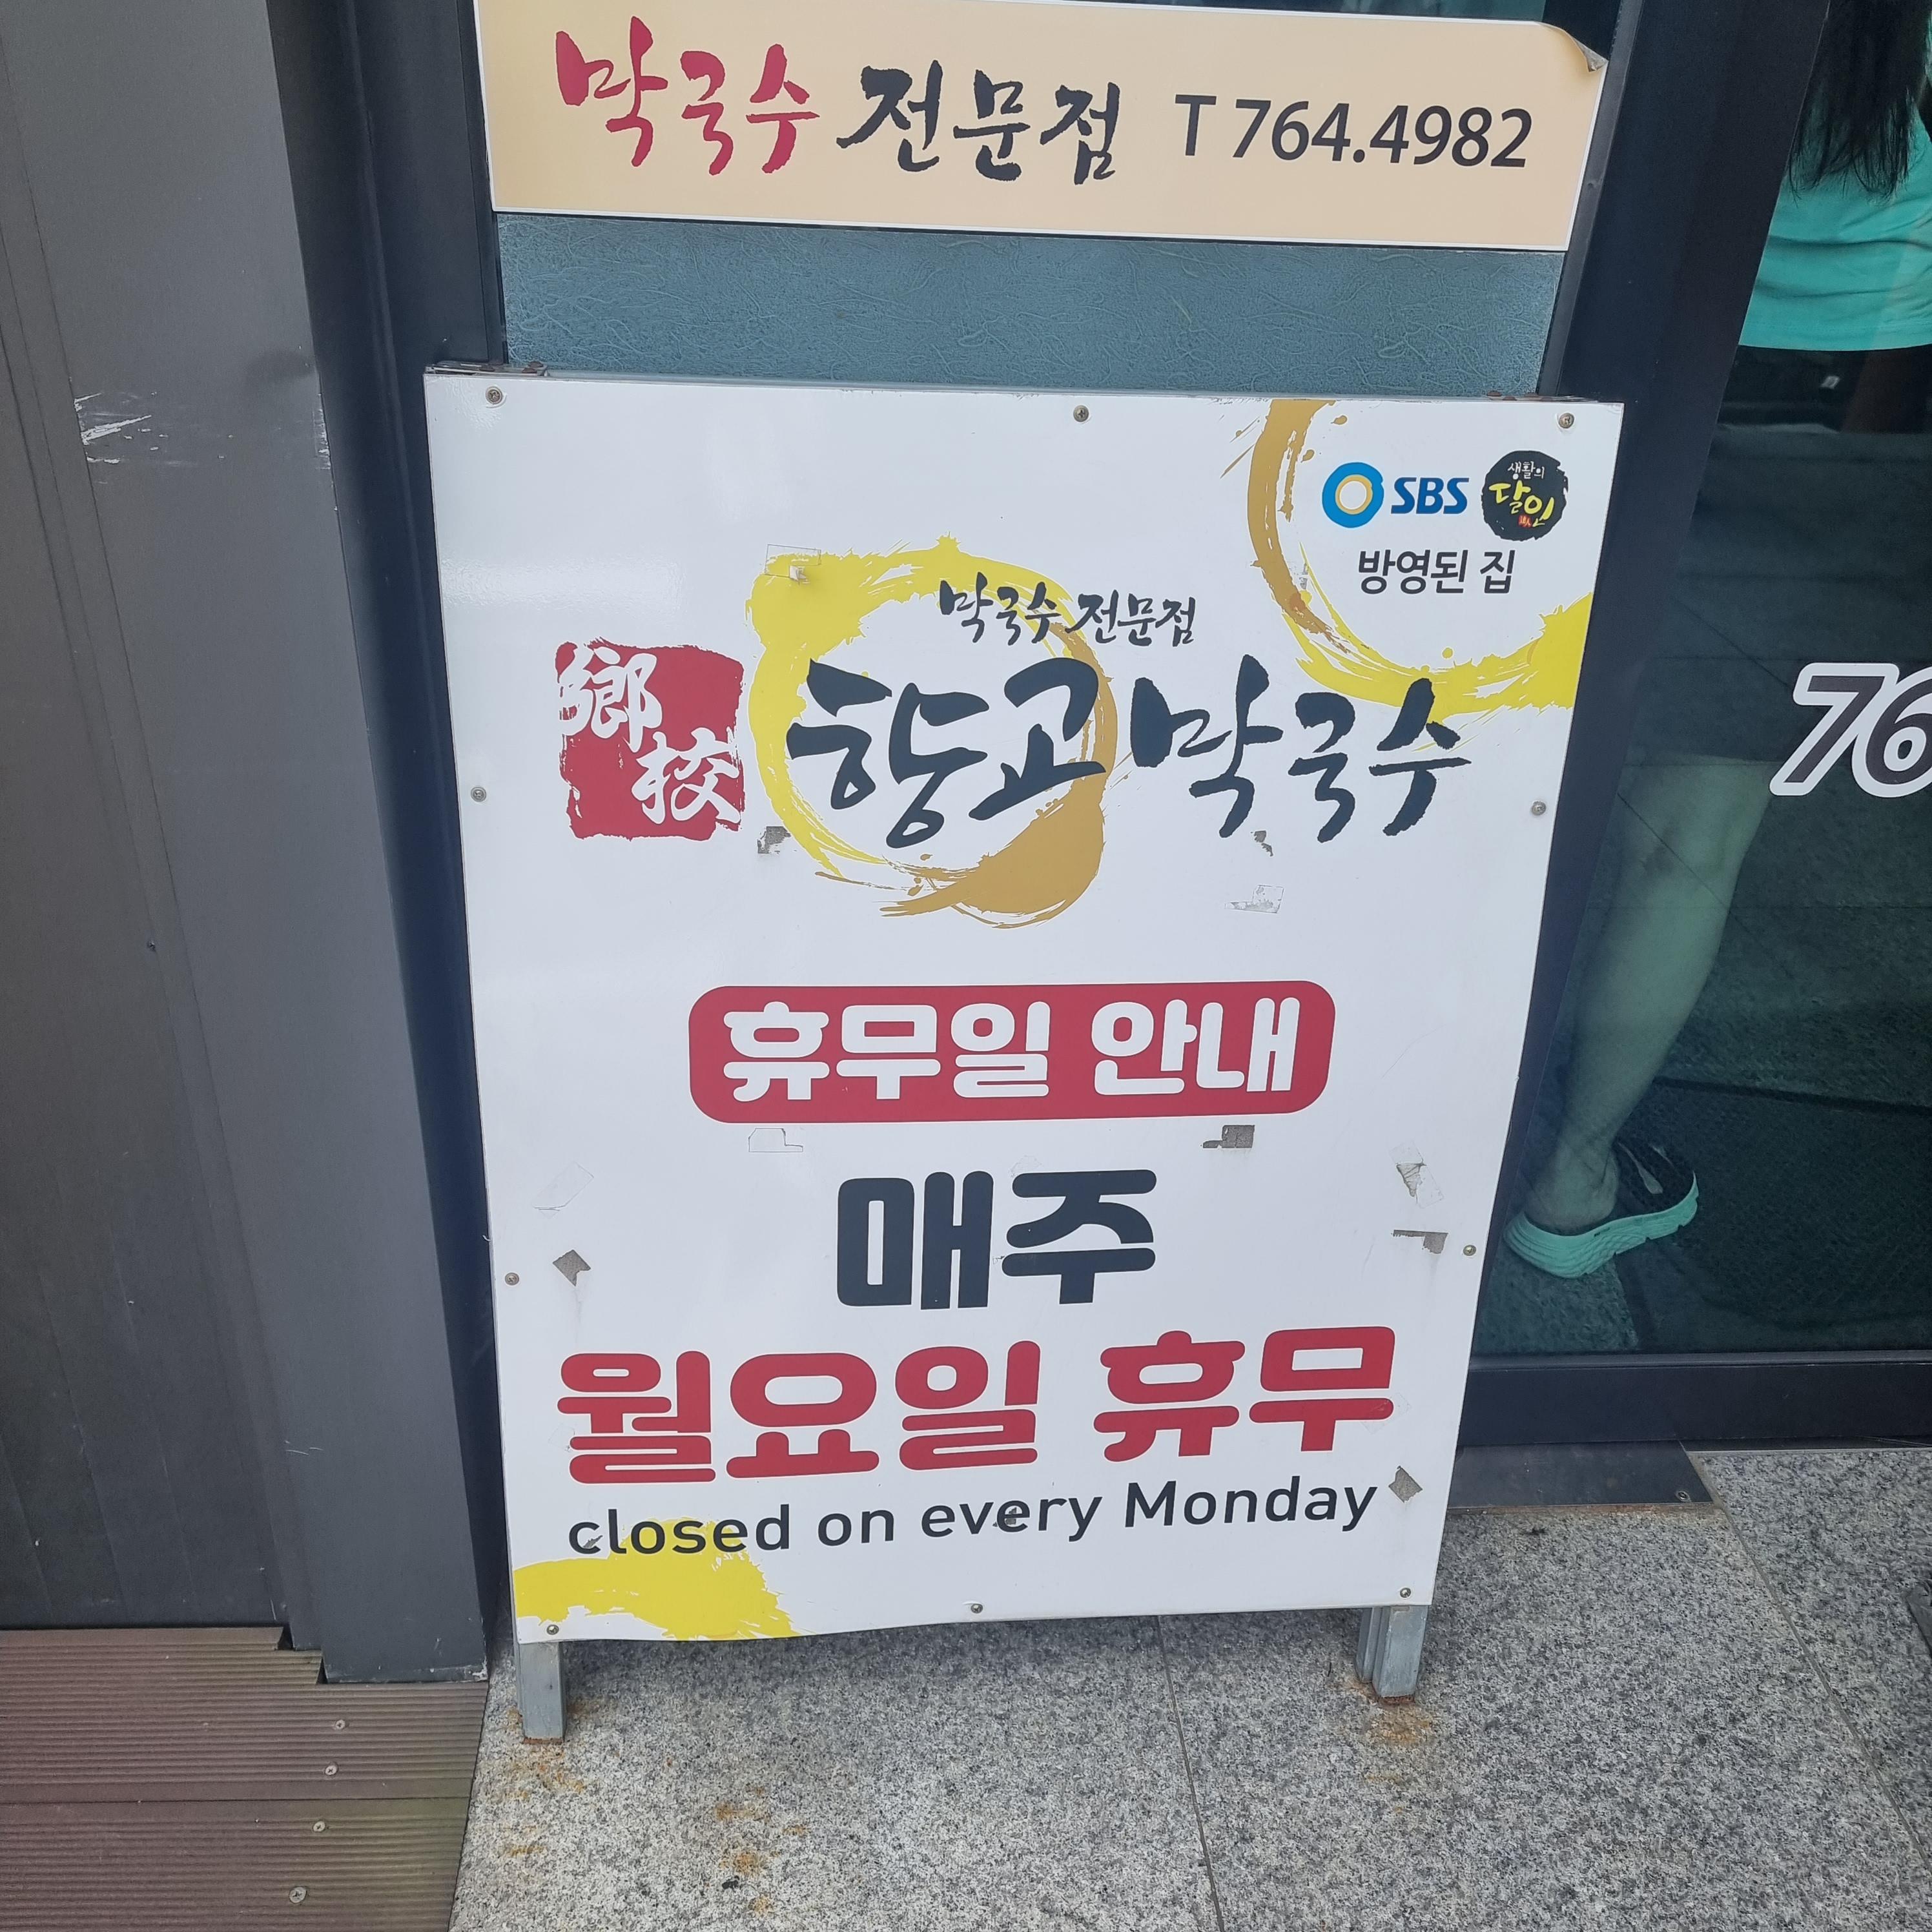 막국수 전문점 T 764.4982
SBS 생활의 달인
방영된 집
막국수 전문점
鄕校 향교막국수
76
휴무일 안내
매주
월요일 휴무
closed on every Monday